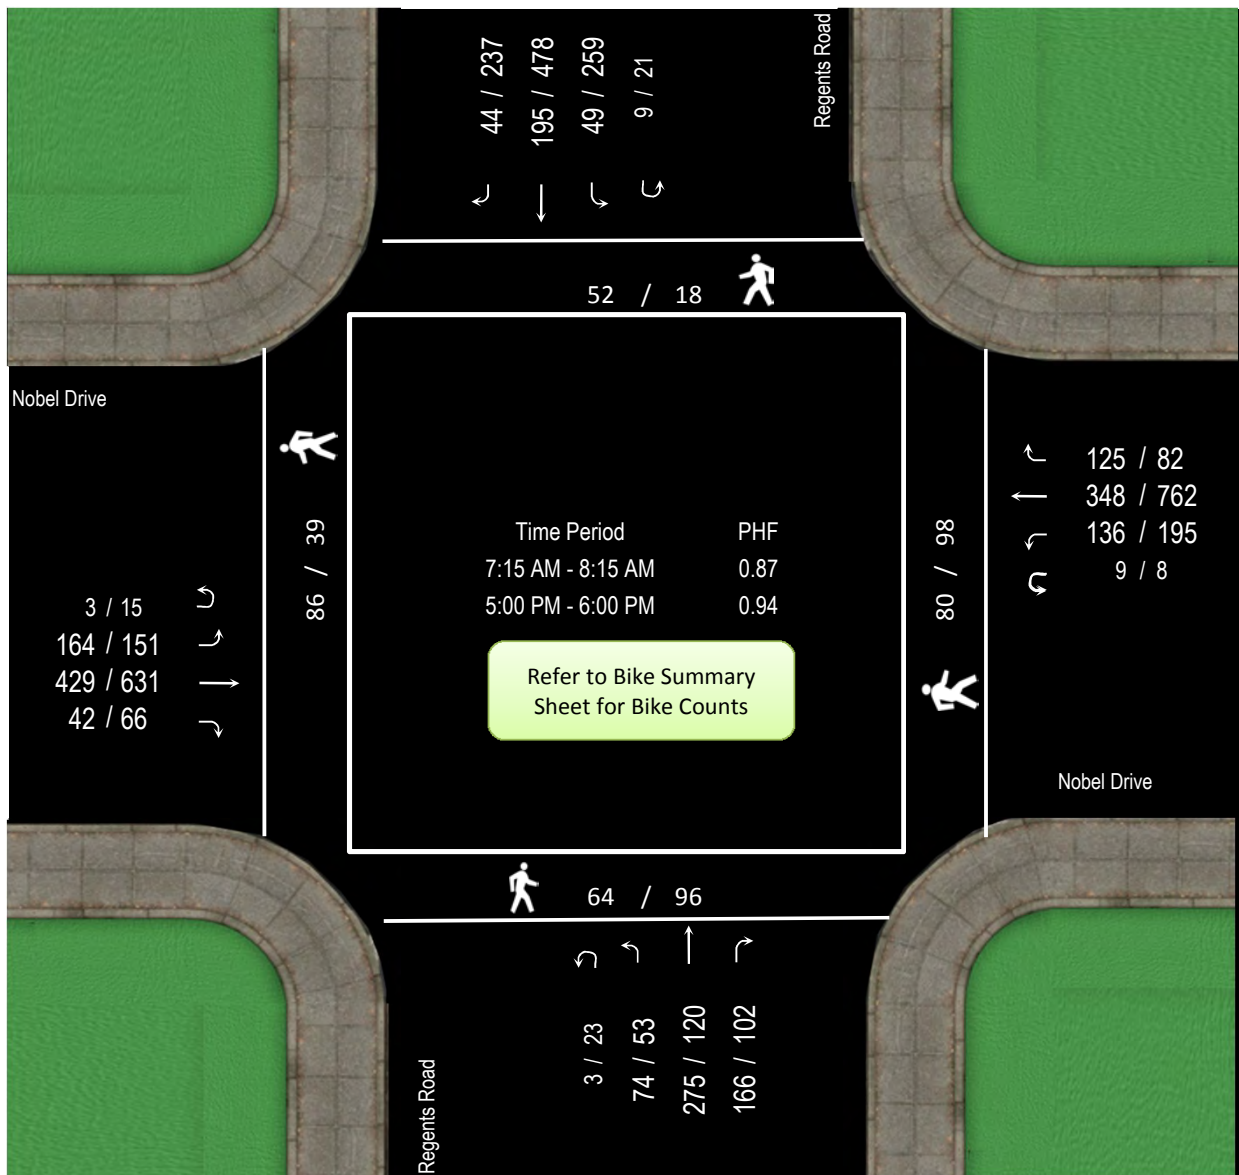 44 / 237
195 / 478
49 / 259
9 / 21
Regents Road
52 / 18
Nobel Drive
86 / 39
3 / 15
164 / 151
429 / 631
42 / 66
Time Period PHF
7:15 AM - 8:15 AM 0.87
5:00 PM - 6:00 PM 0.94
Refer to Bike Summary
Sheet for Bike Counts
80 / 98
125 / 82
348 / 762
136 / 195
9 / 8
Nobel Drive
64 / 96
3 / 23
74 / 53
275 / 120
166 / 102
Regents Road